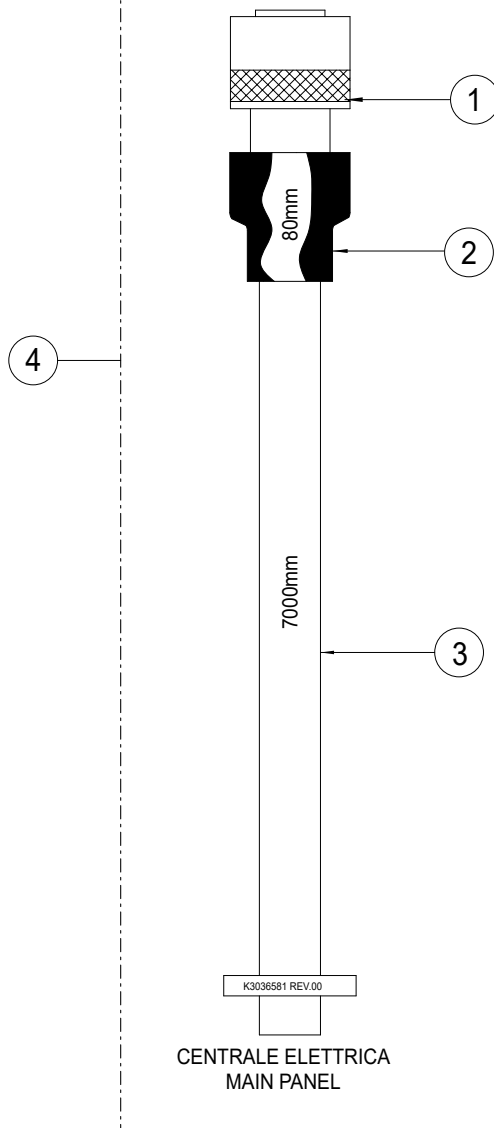 1
80mm
2
4
7000mm
3
K3036581 REV.00
CENTRALE ELETTRICA
MAIN PANEL